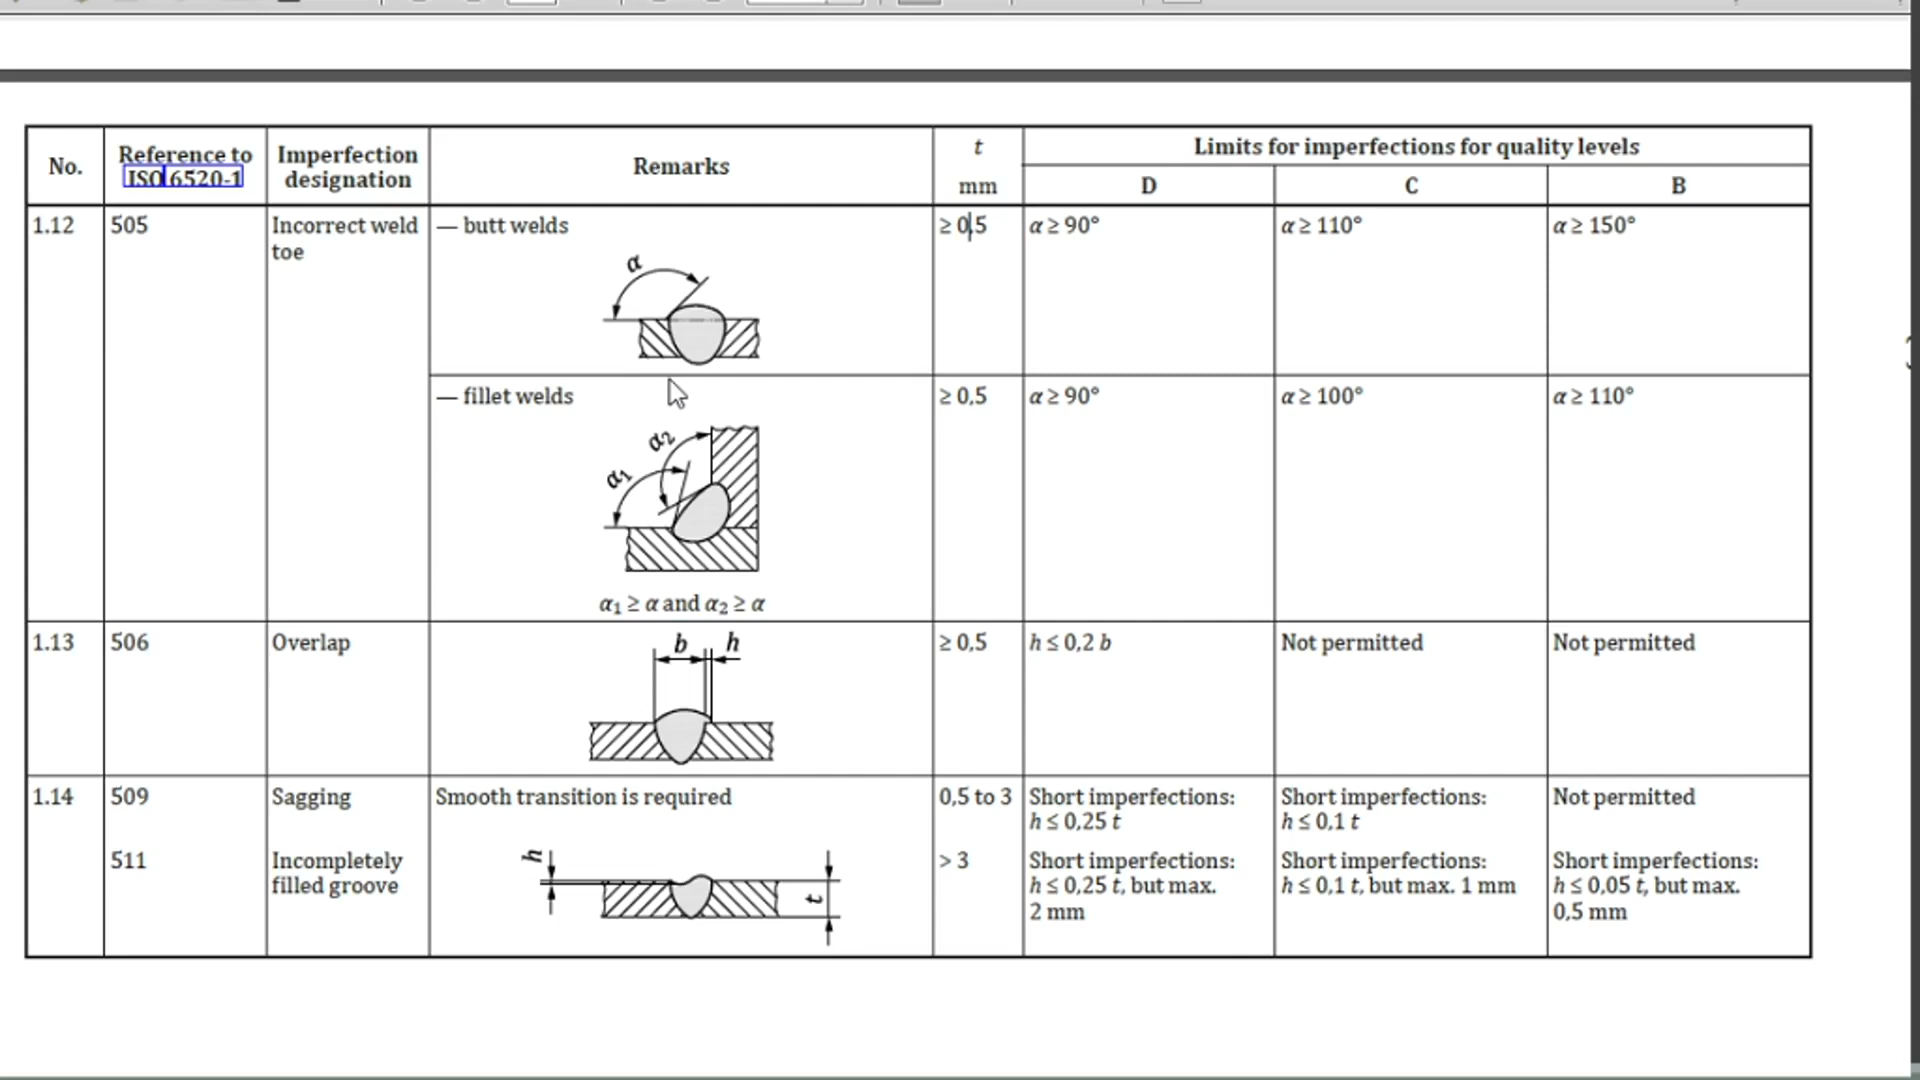 No.
Reference to
ISO 6520-1
Imperfection
designation
Remarks
t
mm
Limits for imperfections for quality levels
D
C
B
1.12
505
Incorrect weld
toe
— butt welds
α
≥ 0,5
α ≥ 90°
α ≥ 110°
α ≥ 150°
— fillet welds
α₂
α₁
α₁ ≥ α and α₂ ≥ α
≥ 0,5
α ≥ 90°
α ≥ 100°
α ≥ 110°
1.13
506
Overlap
b
h
≥ 0,5
h ≤ 0,2 b
Not permitted
Not permitted
1.14
509
Sagging
Smooth transition is required
0,5 to 3
Short imperfections:
h ≤ 0,25 t
Short imperfections:
h ≤ 0,1 t
Not permitted
511
Incompletely
filled groove
h
t
> 3
Short imperfections:
h ≤ 0,25 t, but max.
2 mm
Short imperfections:
h ≤ 0,1 t, but max. 1 mm
Short imperfections:
h ≤ 0,05 t, but max.
0,5 mm